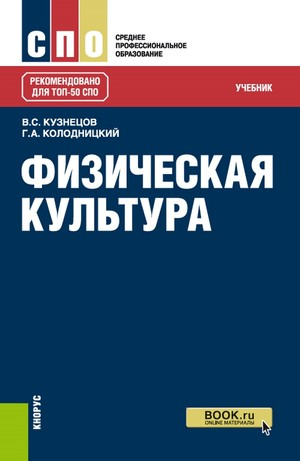 СПО
СРЕДНЕЕ
ПРОФЕССИОНАЛЬНОЕ
ОБРАЗОВАНИЕ
РЕКОМЕНДОВАНО
ДЛЯ ТОП-50 СПО
УЧЕБНИК
В.С. КУЗНЕЦОВ
Г.А. КОЛОДНИЦКИЙ
ФИЗИЧЕСКАЯ
КУЛЬТУРА
КНОРУС
BOOK.ru
ONLINE МАТЕРИАЛЫ